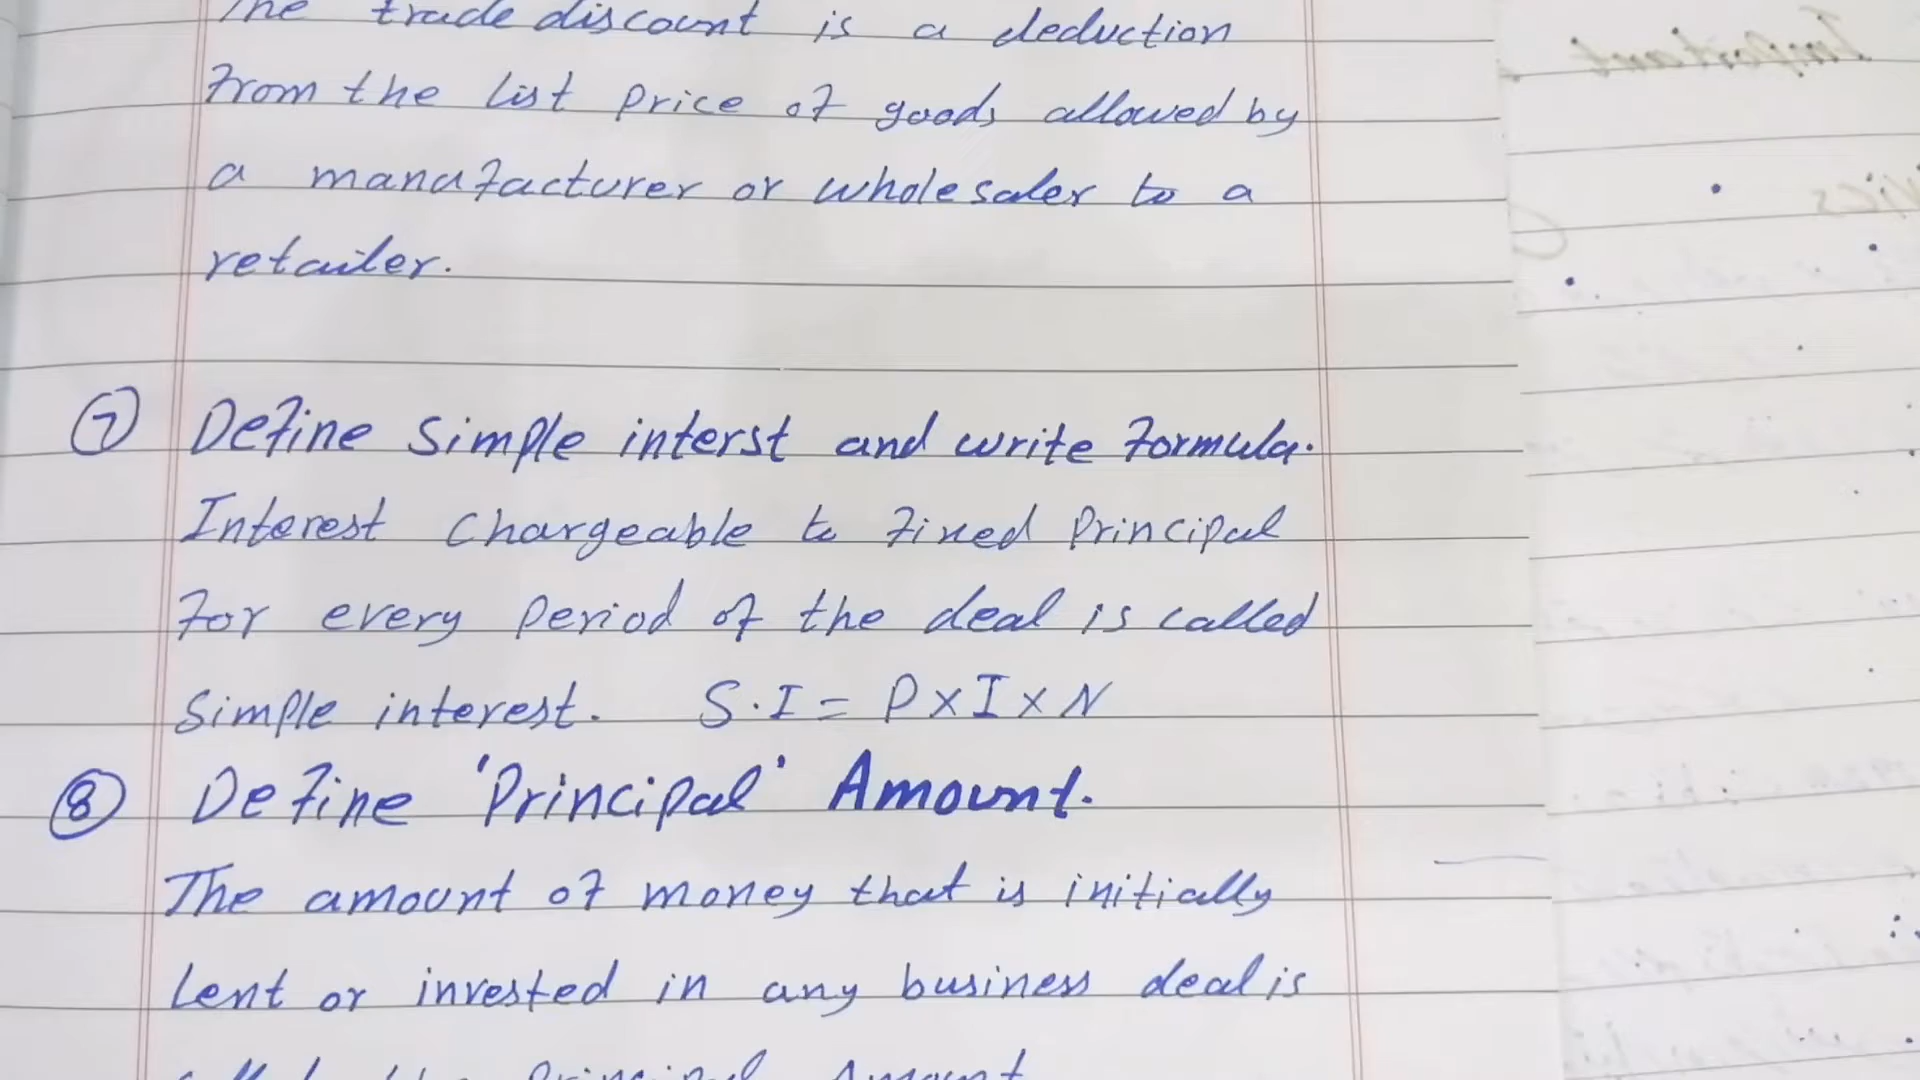 The trade discount is a deduction
From the list price of goods allowed by
a manufacturer or wholesaler to a
retailer.
7 Define simple interst and write formula.
Interest chargeable to fixed principal
for every period of the deal is called
simple interest. S.I = P×I×N
8 Define 'Principal' Amount.
The amount of money that is initially
lent or invested in any business deal is
Principal Amount
Important